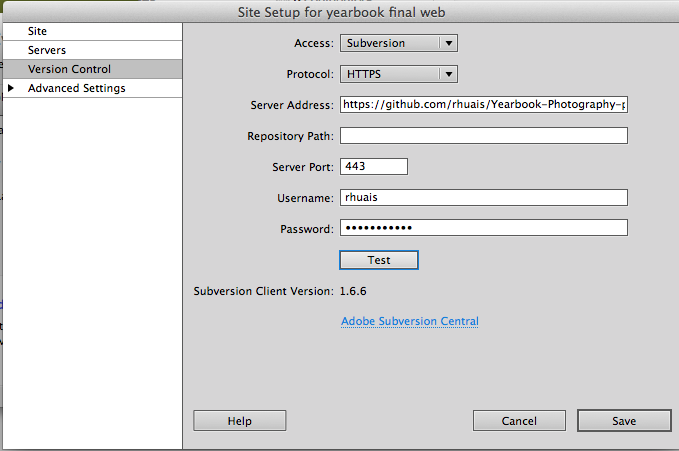 Site Setup for yearbook final web
Site
Servers
Version Control
Advanced Settings
Access: Subversion
Protocol: HTTPS
Server Address: https://github.com/rhuais/Yearbook-Photography-p
Repository Path:
Server Port: 443
Username: rhuais
Password: •••••••••••
Test
Subversion Client Version: 1.6.6
Adobe Subversion Central
Help Cancel Save